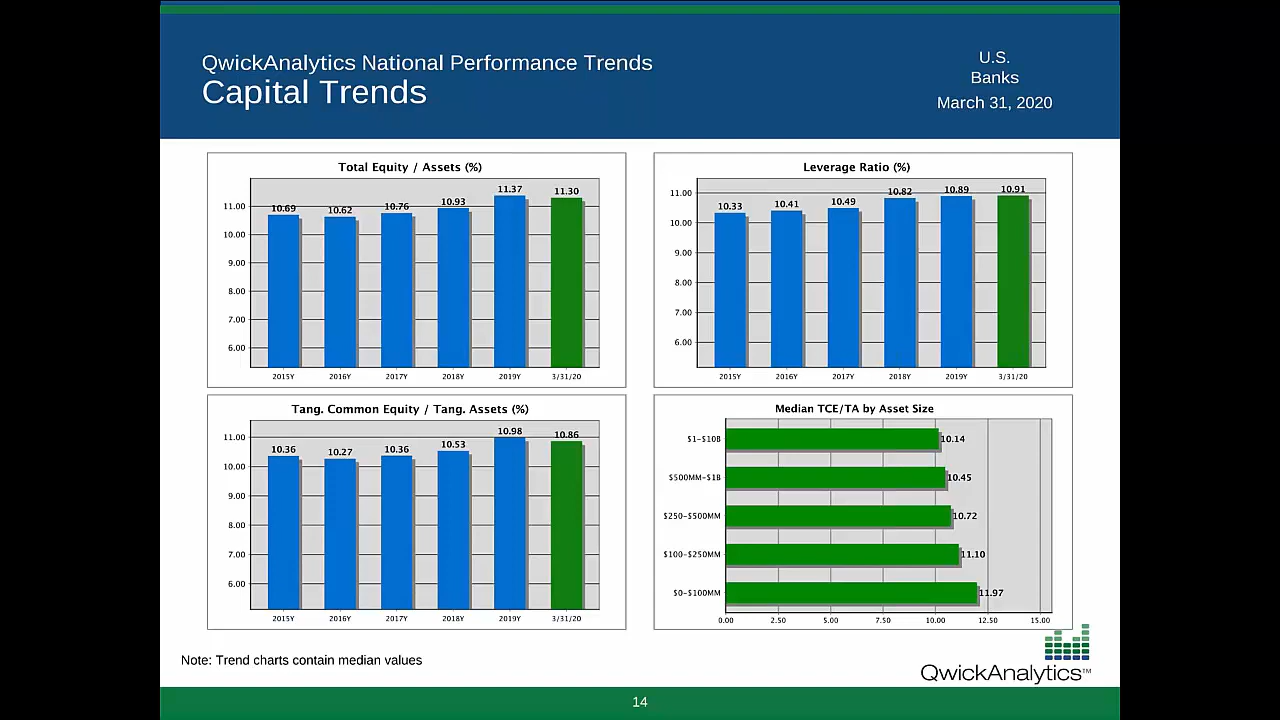 QwickAnalytics National Performance Trends
Capital Trends
U.S.
Banks
March 31, 2020
Total Equity / Assets (%)
11.00
10.00
9.00
8.00
7.00
6.00
10.69
10.62
10.76
10.93
11.37
11.30
2015Y
2016Y
2017Y
2018Y
2019Y
3/31/20
Leverage Ratio (%)
11.00
10.00
9.00
8.00
7.00
6.00
10.33
10.41
10.49
10.82
10.89
10.91
2015Y
2016Y
2017Y
2018Y
2019Y
3/31/20
Tang. Common Equity / Tang. Assets (%)
11.00
10.00
9.00
8.00
7.00
6.00
10.36
10.27
10.36
10.53
10.98
10.86
2015Y
2016Y
2017Y
2018Y
2019Y
3/31/20
Median TCE/TA by Asset Size
$1-$10B 10.14
$500MM-$1B 10.45
$250-$500MM 10.72
$100-$250MM 11.10
$0-$100MM 11.97
0.00 2.50 5.00 7.50 10.00 12.50 15.00
Note: Trend charts contain median values
QwickAnalytics™
14